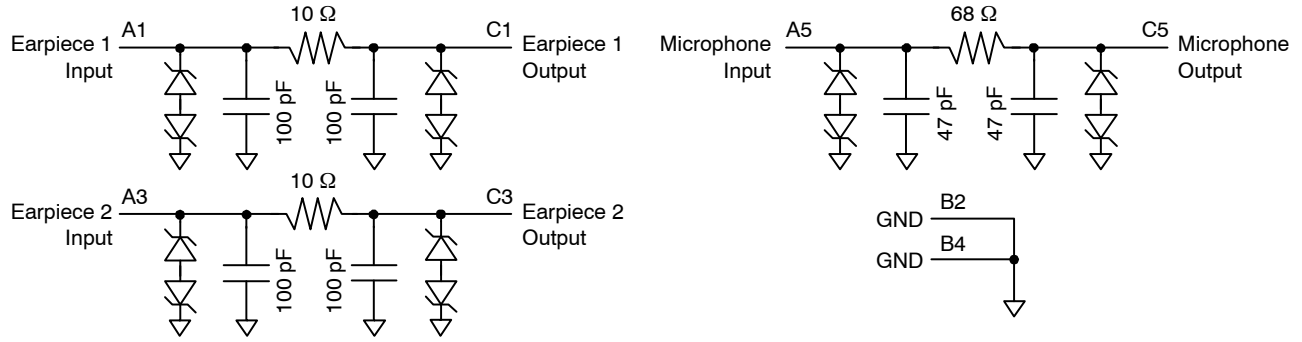 10 Ω
A1
C1
Earpiece 1
Input
Earpiece 1
Output
100 pF
100 pF
68 Ω
A5
C5
Microphone
Input
Microphone
Output
47 pF
47 pF
10 Ω
A3
C3
Earpiece 2
Input
Earpiece 2
Output
100 pF
100 pF
B2
GND
B4
GND